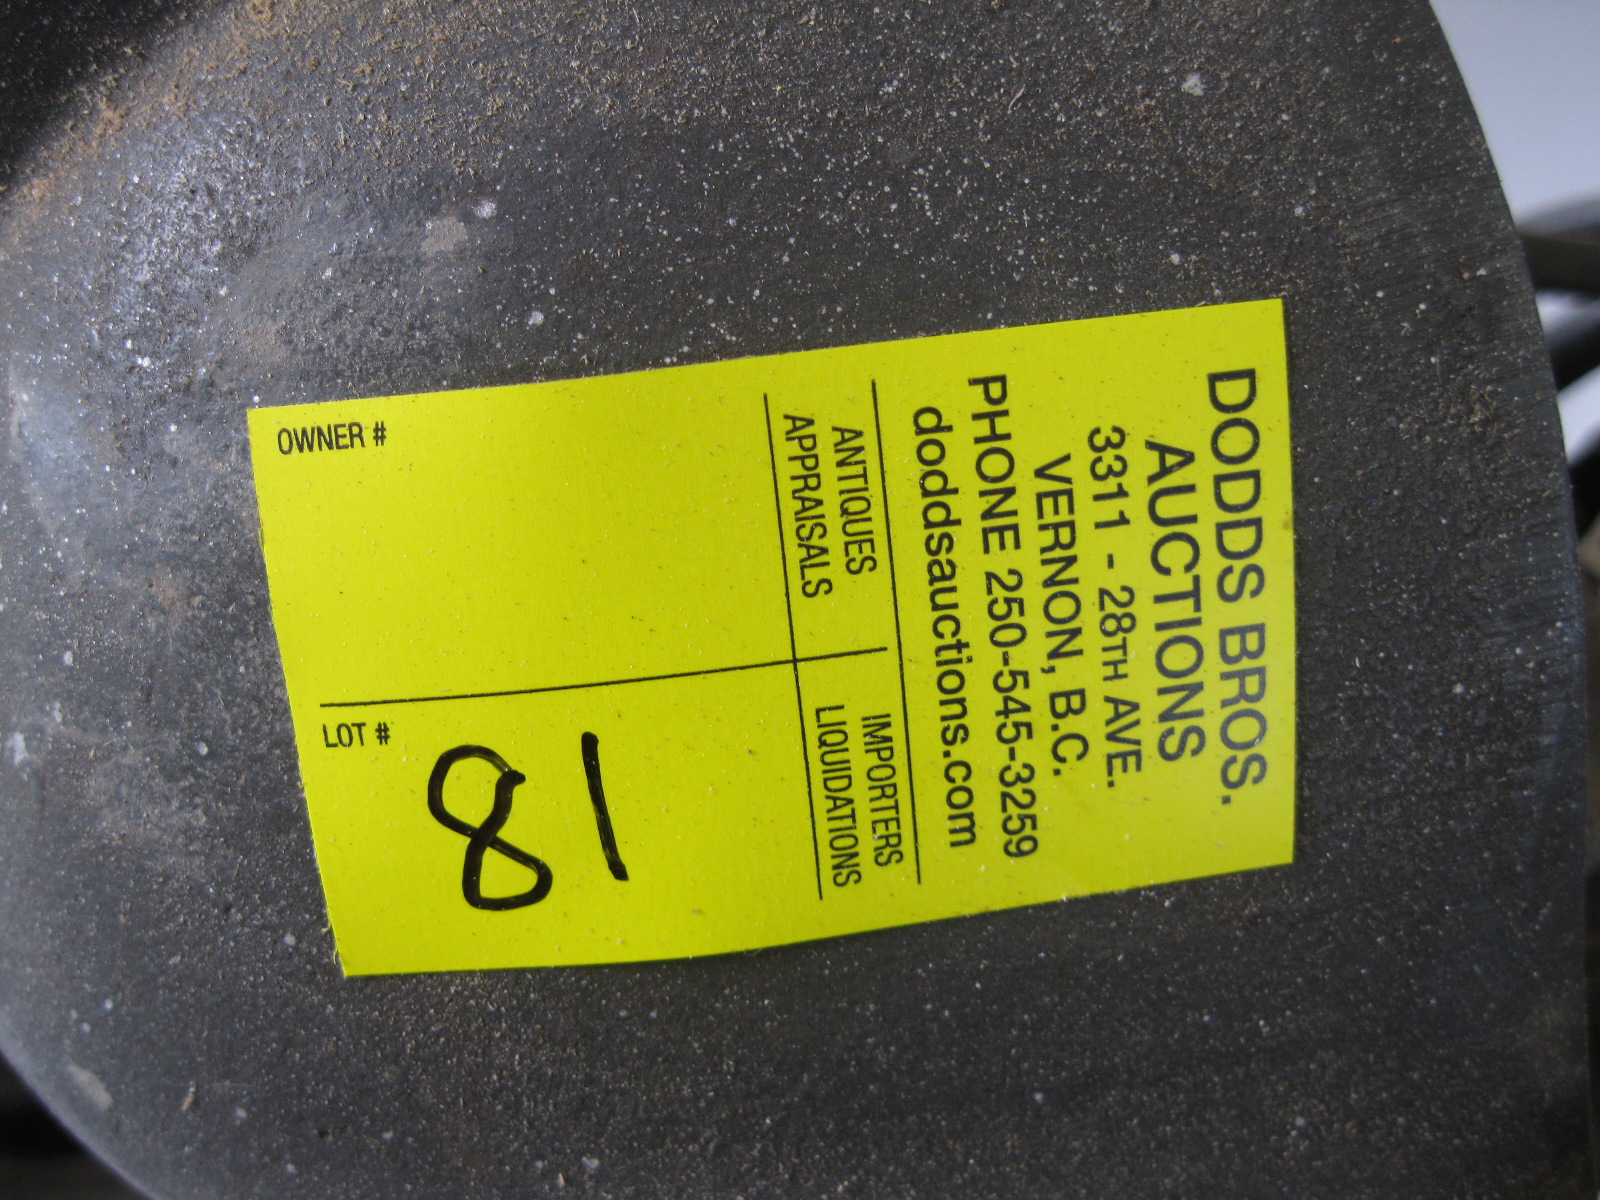 DODDS BROS.
AUCTIONS
3311 - 28TH AVE.
VERNON, B.C.
PHONE 250-545-3259
doddsauctions.com
ANTIQUES
APPRAISALS
IMPORTERS
LIQUIDATIONS
OWNER #
LOT #
81